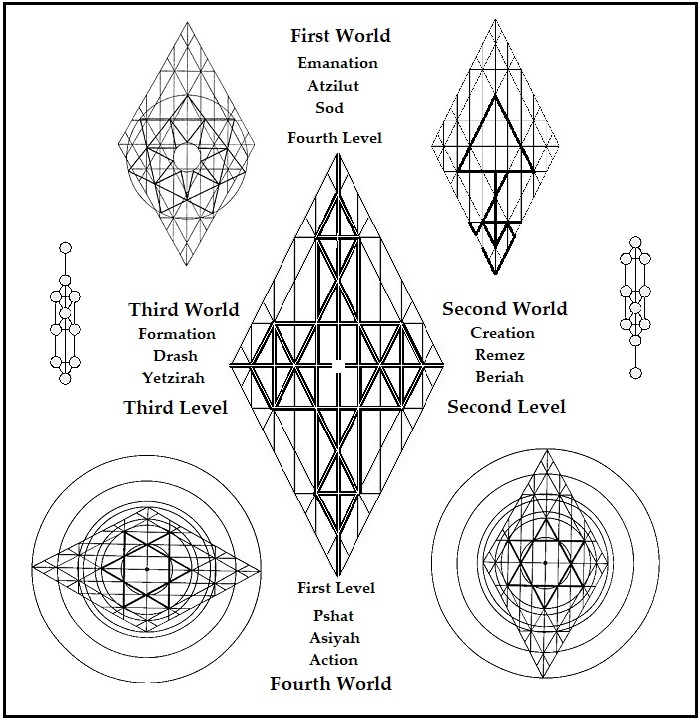 First World
Emanation
Atzilut
Sod
Fourth Level
Third World
Formation
Drash
Yetzirah
Third Level
Second World
Creation
Remez
Beriah
Second Level
First Level
Pshat
Asiyah
Action
Fourth World